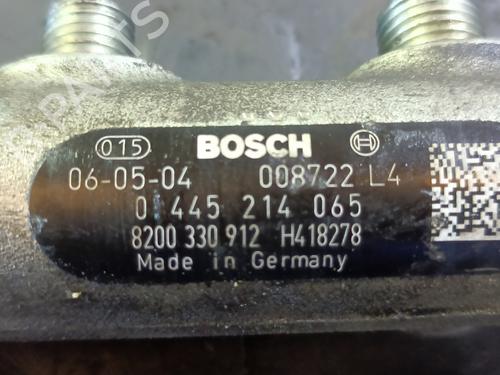 015 BOSCH
06-05-04 008722 L4
0 445 214 065
8200 330 912 H418278
Made in Germany